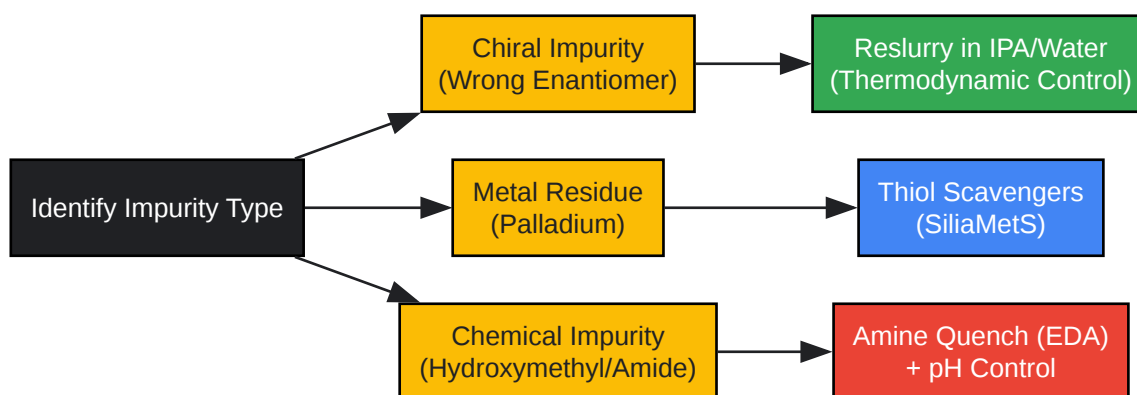 Identify Impurity Type
Chiral Impurity
(Wrong Enantiomer)
Reslurry in IPA/Water
(Thermodynamic Control)
Metal Residue
(Palladium)
Thiol Scavengers
(SiliaMetS)
Chemical Impurity
(Hydroxymethyl/Amide)
Amine Quench (EDA)
+ pH Control